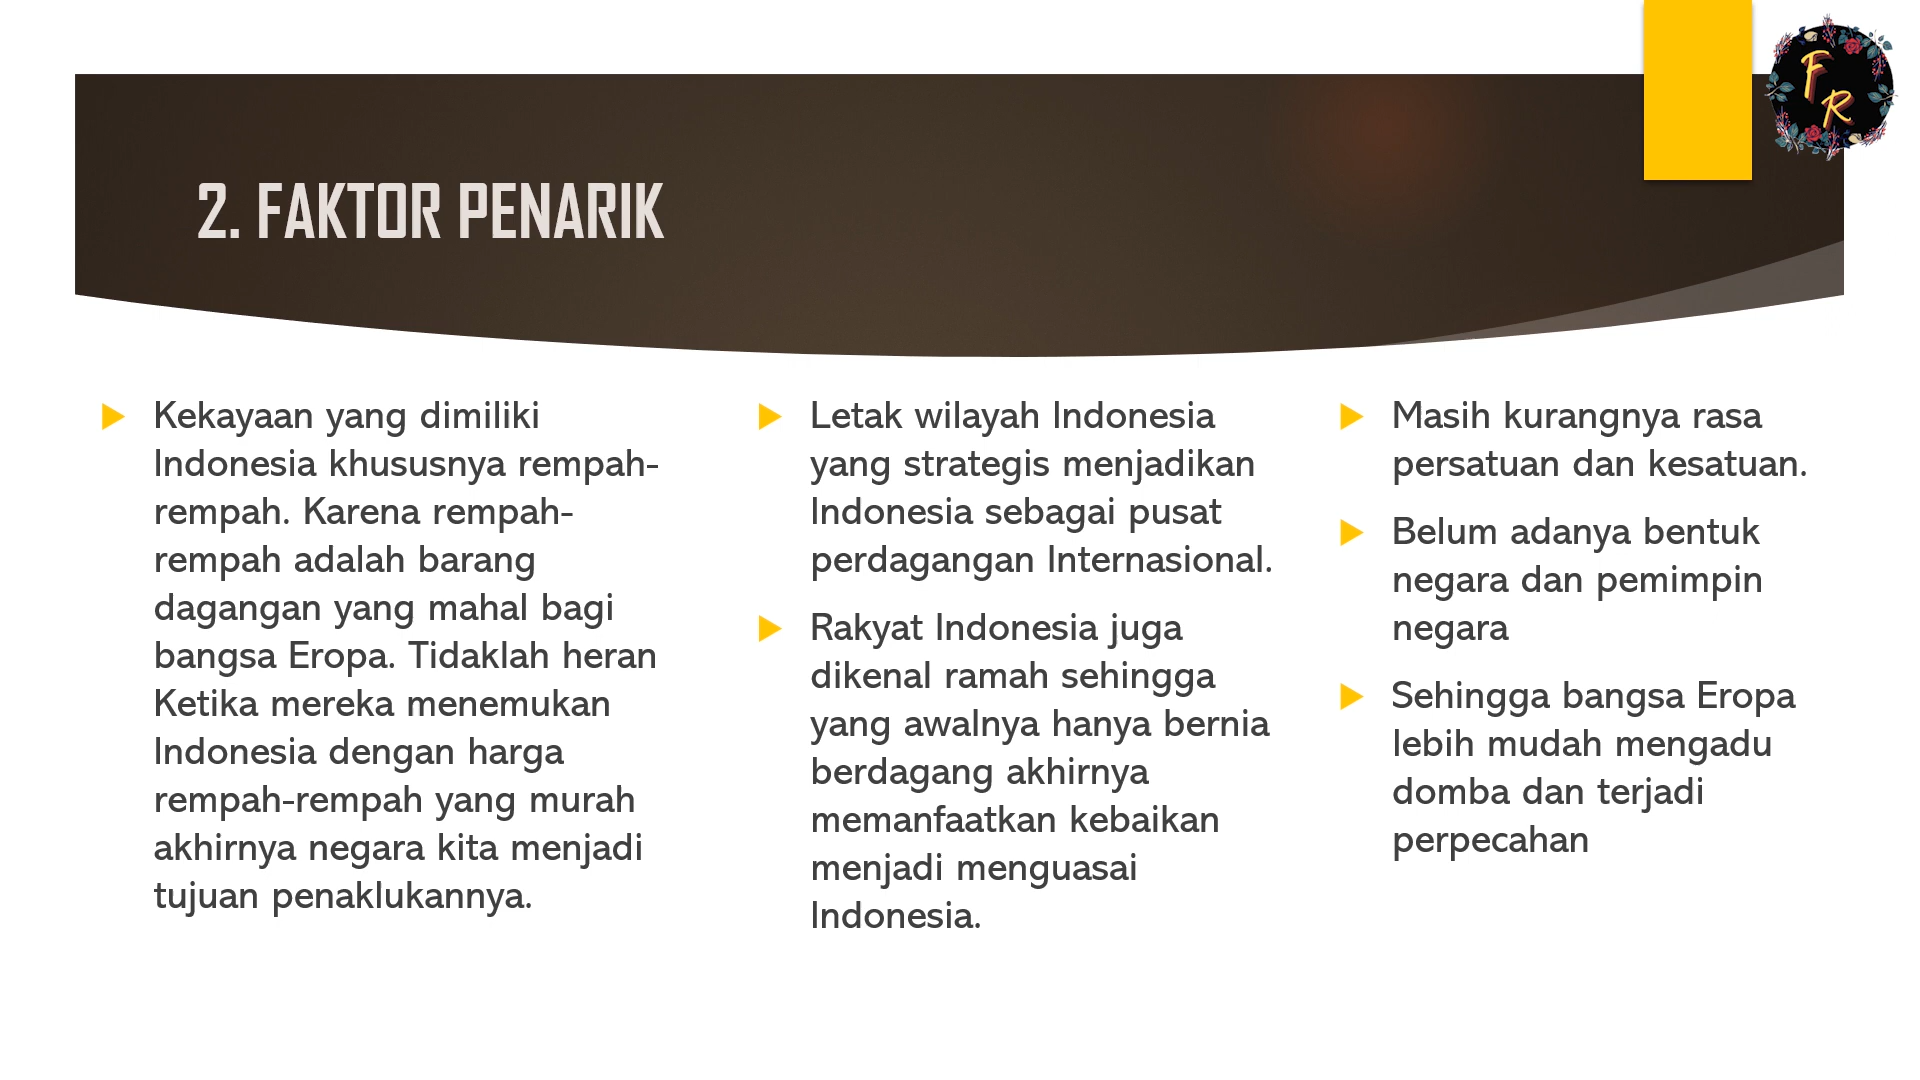 F
R
2. FAKTOR PENARIK
Kekayaan yang dimiliki
Indonesia khususnya rempah-
rempah. Karena rempah-
rempah adalah barang
dagangan yang mahal bagi
bangsa Eropa. Tidaklah heran
Ketika mereka menemukan
Indonesia dengan harga
rempah-rempah yang murah
akhirnya negara kita menjadi
tujuan penaklukannya.
Letak wilayah Indonesia
yang strategis menjadikan
Indonesia sebagai pusat
perdagangan Internasional.
Rakyat Indonesia juga
dikenal ramah sehingga
yang awalnya hanya bernia
berdagang akhirnya
memanfaatkan kebaikan
menjadi menguasai
Indonesia.
Masih kurangnya rasa
persatuan dan kesatuan.
Belum adanya bentuk
negara dan pemimpin
negara
Sehingga bangsa Eropa
lebih mudah mengadu
domba dan terjadi
perpecahan